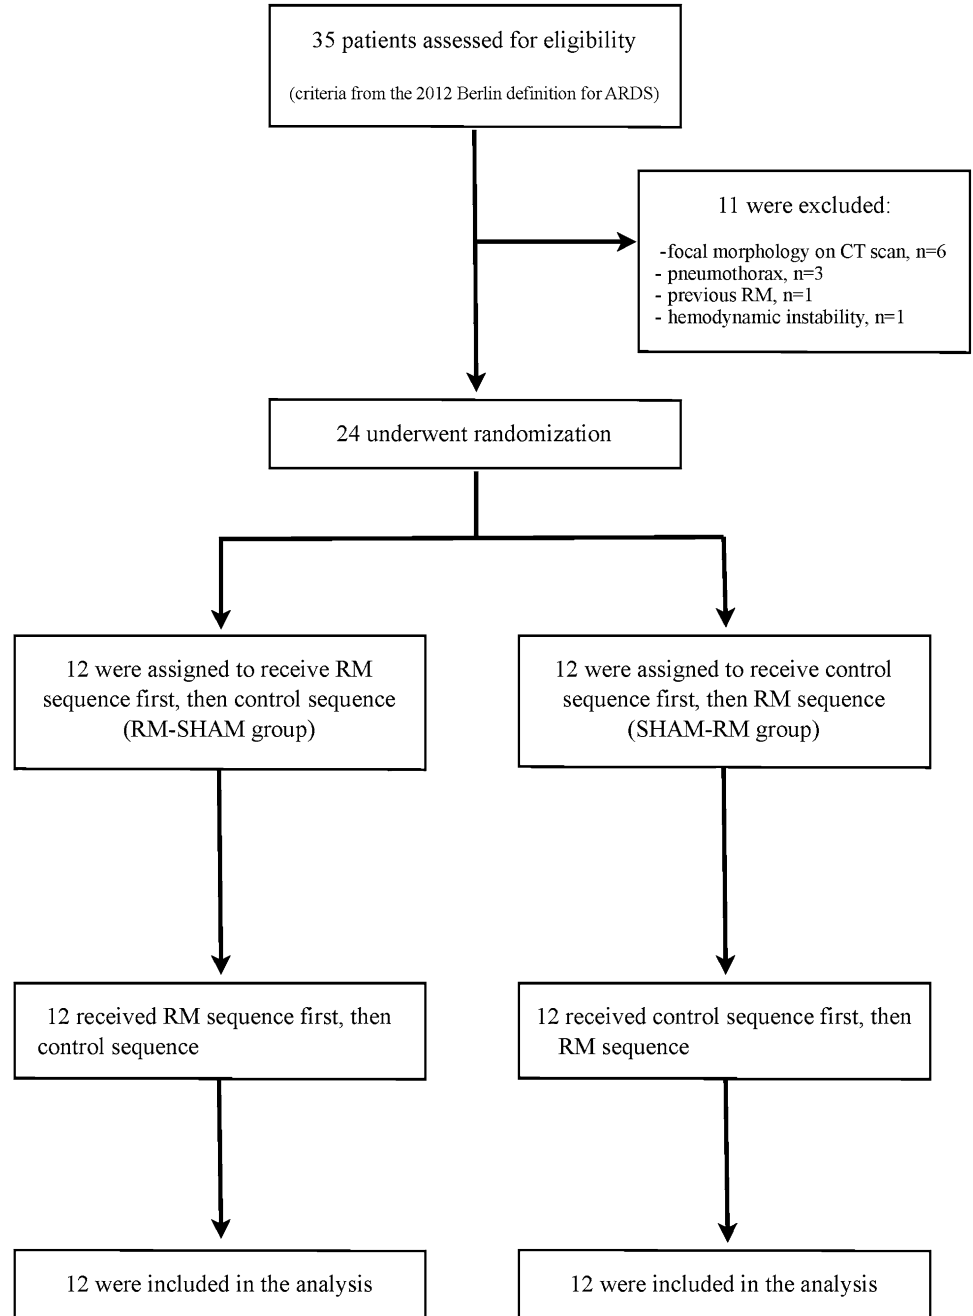 35 patients assessed for eligibility
(criteria from the 2012 Berlin definition for ARDS)
11 were excluded:
-focal morphology on CT scan, n=6
- pneumothorax, n=3
- previous RM, n=1
- hemodynamic instability, n=1
24 underwent randomization
12 were assigned to receive RM
sequence first, then control sequence
(RM-SHAM group)
12 were assigned to receive control
sequence first, then RM sequence
(SHAM-RM group)
12 received RM sequence first, then
control sequence
12 received control sequence first, then
RM sequence
12 were included in the analysis
12 were included in the analysis